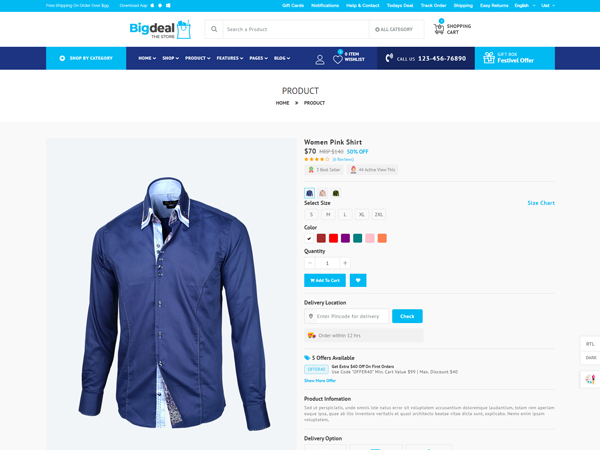 Free Shipping On Order Over $99
Download App
Gift Cards
Notifications
Help & Contact
Todays Deal
Track Order
Shipping
Easy Returns
English
Usd
Bigdeal
THE STORE
Search a Product
ALL CATEGORY
0
SHOPPING
CART
SHOP BY CATEGORY
HOME
SHOP
PRODUCT
FEATURES
PAGES
BLOG
0 ITEM
WISHLIST
CALL US 123-456-76890
GIFT BOX
Festivel Offer
PRODUCT
HOME » PRODUCT
Women Pink Shirt
$70 MRP $140 50% OFF
(6 Reviews)
3 Best Seller
44 Active View This
Select Size
Size Chart
S M L XL 2XL
Color
Quantity
− 1 +
Add To Cart
Delivery Location
Enter Pincode for delivery
Check
Order within 12 hrs
5 Offers Available
OFFER40
Get Extra $40 Off On First Orders
Use Code "OFFER40" Min. Cart Value $99 | Max. Discount $40
Show More Offer
Product Infomation
Sed ut perspiciatis, unde omnis iste natus error sit voluptatem accusantium doloremque laudantium, totam rem aperiam
eaque ipsa, quae ab illo inventore veritatis et quasi architecto beatae vitae dicta sunt, explicabo. Nemo enim ipsam
voluptatem,
Delivery Option
RTL
DARK